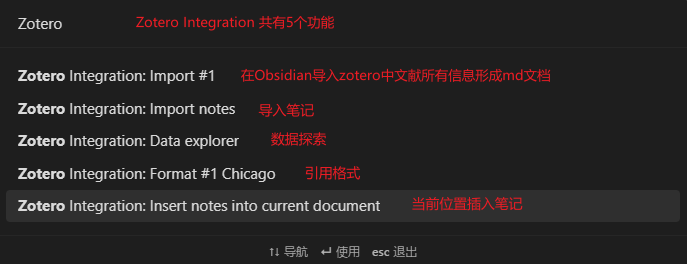 Zotero Zotero Integration 共有5个功能
Zotero Integration: Import #1 在Obsidian导入zotero中文献所有信息形成md文档
Zotero Integration: Import notes 导入笔记
Zotero Integration: Data explorer 数据探索
Zotero Integration: Format #1 Chicago 引用格式
Zotero Integration: Insert notes into current document 当前位置插入笔记
↑↓ 导航 ↵ 使用 esc 退出